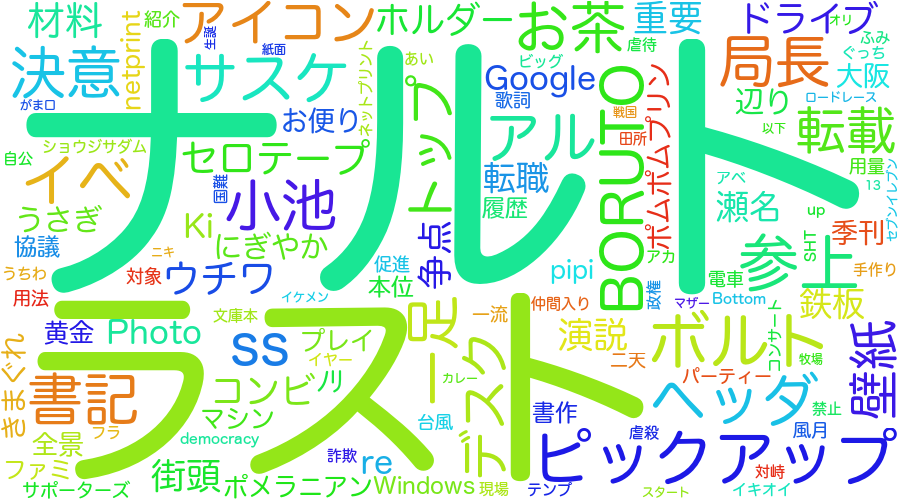 材料
紹介
アイコン
生誕
紙面
ホルダー
お茶
重要
ドライブ
オリ
ふみ
ぐっち
大阪
決意
netprint
サスケ
ネットプリント
あい
ビッグ
虐待
Google
歌詞
戦国
局長
ロードレース
がま口
お便り
トップ
BORUTO
ポムポムプリン
辺り
転載
以下
ナルト
ショウジサダム
自公
セロテープ
アル
田所
用量
イベ
国難
小池
転職
アペ
13
セブンイレブン
履歴
瀬名
up
うさぎ
Ki
にぎやか
争点
アカ
SHT
季刊
協議
ニキ
参上
うちわ
対象
ウチワ
促進
本位
pipi
政権
電車
手作り
用法
イケメン
マザー
Bottom
鉄板
黄金
Photo
文庫本
一足
一流
仲間入り
ラスト
ss
プレイ
イヤー
デスク
演説
ボルト
コンサート
壁紙
きまぐれ
書記
コンビ
ノリ
カレー
二天
牧場
パーティー
マシン
ヘッダ
全景
フラ
democracy
台風
書作
禁止
風月
ファミ
街頭
詐欺
re
虐殺
ピックアップ
対峙
サポーターズ
ポメラニアン
Windows
現場
テンプ
スタート
イキオイ